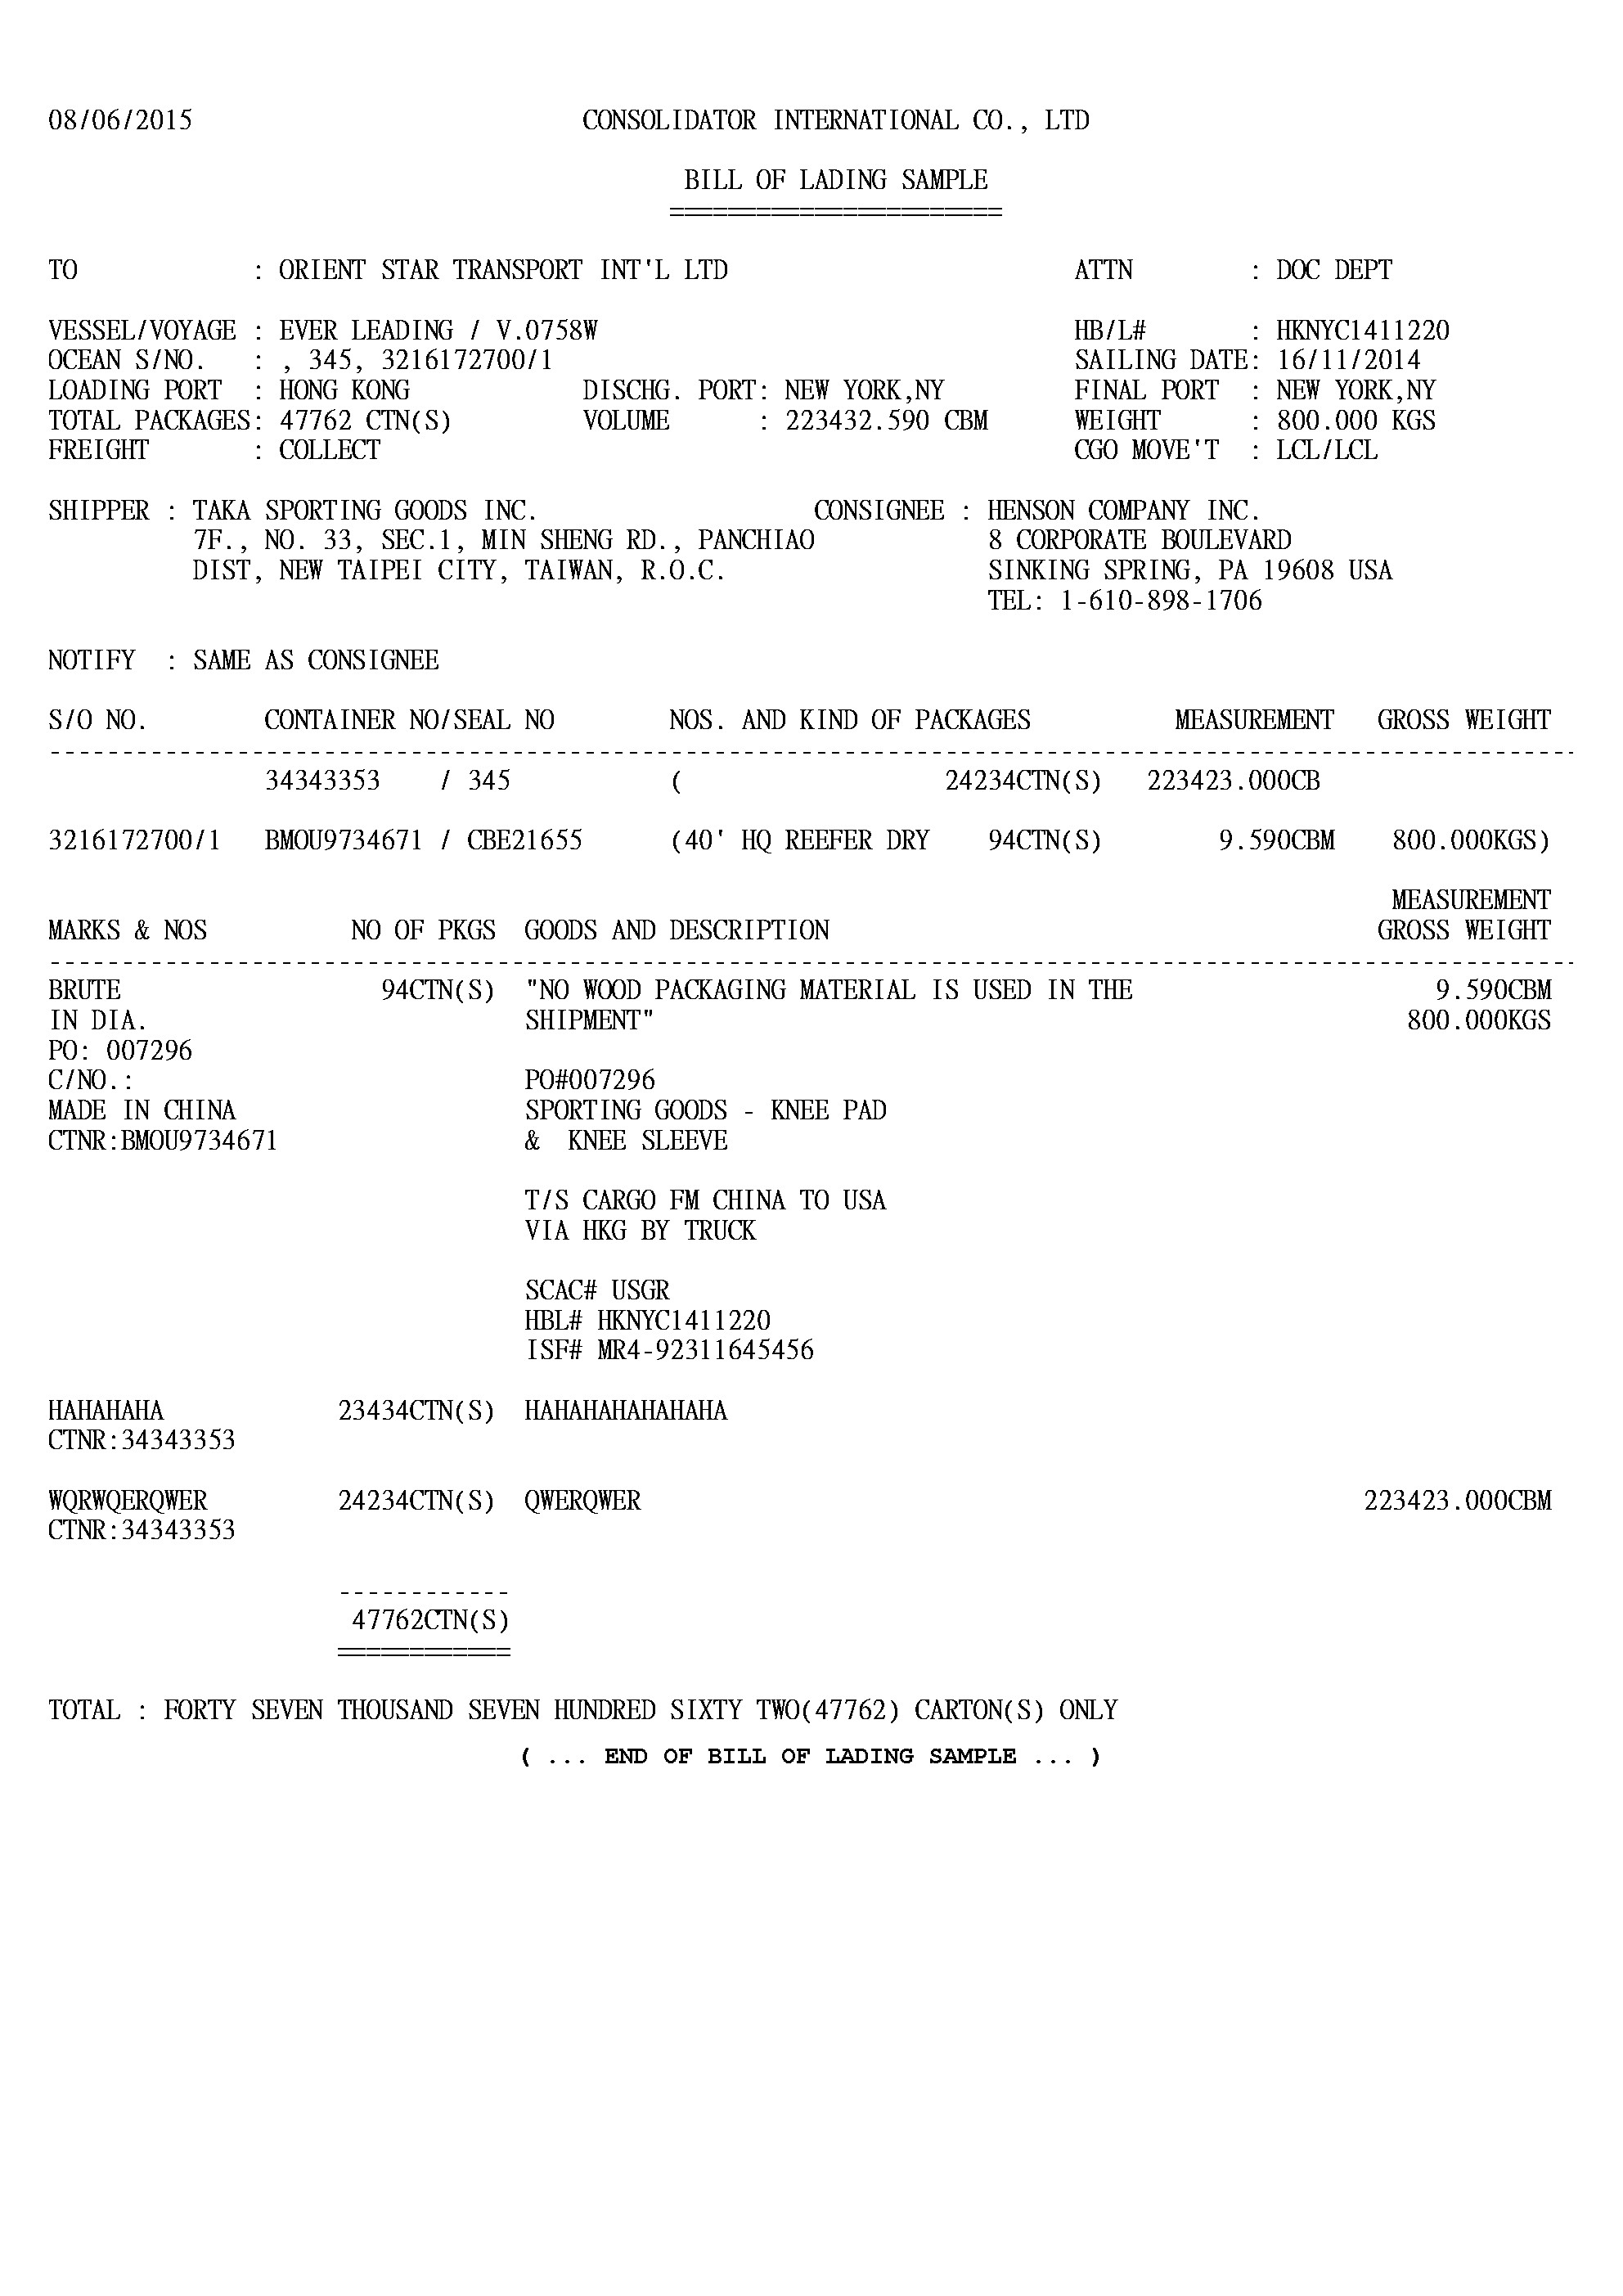 08/06/2015 CONSOLIDATOR INTERNATIONAL CO., LTD
BILL OF LADING SAMPLE
=======================
TO : ORIENT STAR TRANSPORT INT'L LTD ATTN : DOC DEPT
VESSEL/VOYAGE : EVER LEADING / V.0758W HB/L# : HKNYC1411220
OCEAN S/NO. : , 345, 3216172700/1 SAILING DATE: 16/11/2014
LOADING PORT : HONG KONG DISCHG. PORT: NEW YORK,NY FINAL PORT : NEW YORK,NY
TOTAL PACKAGES: 47762 CTN(S) VOLUME : 223432.590 CBM WEIGHT : 800.000 KGS
FREIGHT : COLLECT CGO MOVE'T : LCL/LCL
SHIPPER : TAKA SPORTING GOODS INC. CONSIGNEE : HENSON COMPANY INC.
7F., NO. 33, SEC.1, MIN SHENG RD., PANCHIAO 8 CORPORATE BOULEVARD
DIST, NEW TAIPEI CITY, TAIWAN, R.O.C. SINKING SPRING, PA 19608 USA
TEL: 1-610-898-1706
NOTIFY : SAME AS CONSIGNEE
S/O NO. CONTAINER NO/SEAL NO NOS. AND KIND OF PACKAGES MEASUREMENT GROSS WEIGHT
34343353 / 345 ( 24234CTN(S) 223423.000CB
3216172700/1 BMOU9734671 / CBE21655 (40' HQ REEFER DRY 94CTN(S) 9.590CBM 800.000KGS)
MEASUREMENT
MARKS & NOS NO OF PKGS GOODS AND DESCRIPTION GROSS WEIGHT
BRUTE 94CTN(S) "NO WOOD PACKAGING MATERIAL IS USED IN THE 9.590CBM
IN DIA. SHIPMENT" 800.000KGS
PO: 007296
C/NO.: PO#007296
MADE IN CHINA SPORTING GOODS - KNEE PAD
CTNR:BMOU9734671 & KNEE SLEEVE
T/S CARGO FM CHINA TO USA
VIA HKG BY TRUCK
SCAC# USGR
HBL# HKNYC1411220
ISF# MR4-92311645456
HAHAHAHA 23434CTN(S) HAHAHAHAHAHAHA
CTNR:34343353
WQRWQERQWER 24234CTN(S) QWERQWER 223423.000CBM
CTNR:34343353
------------
47762CTN(S)
============
TOTAL : FORTY SEVEN THOUSAND SEVEN HUNDRED SIXTY TWO(47762) CARTON(S) ONLY
( ... END OF BILL OF LADING SAMPLE ... )